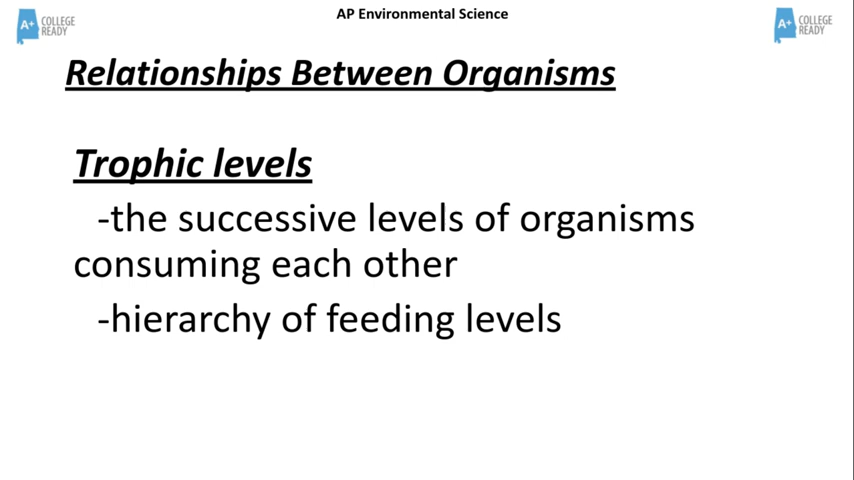 AP Environmental Science
A+ COLLEGE READY
A+ COLLEGE READY
Relationships Between Organisms
Trophic levels
-the successive levels of organisms
consuming each other
-hierarchy of feeding levels